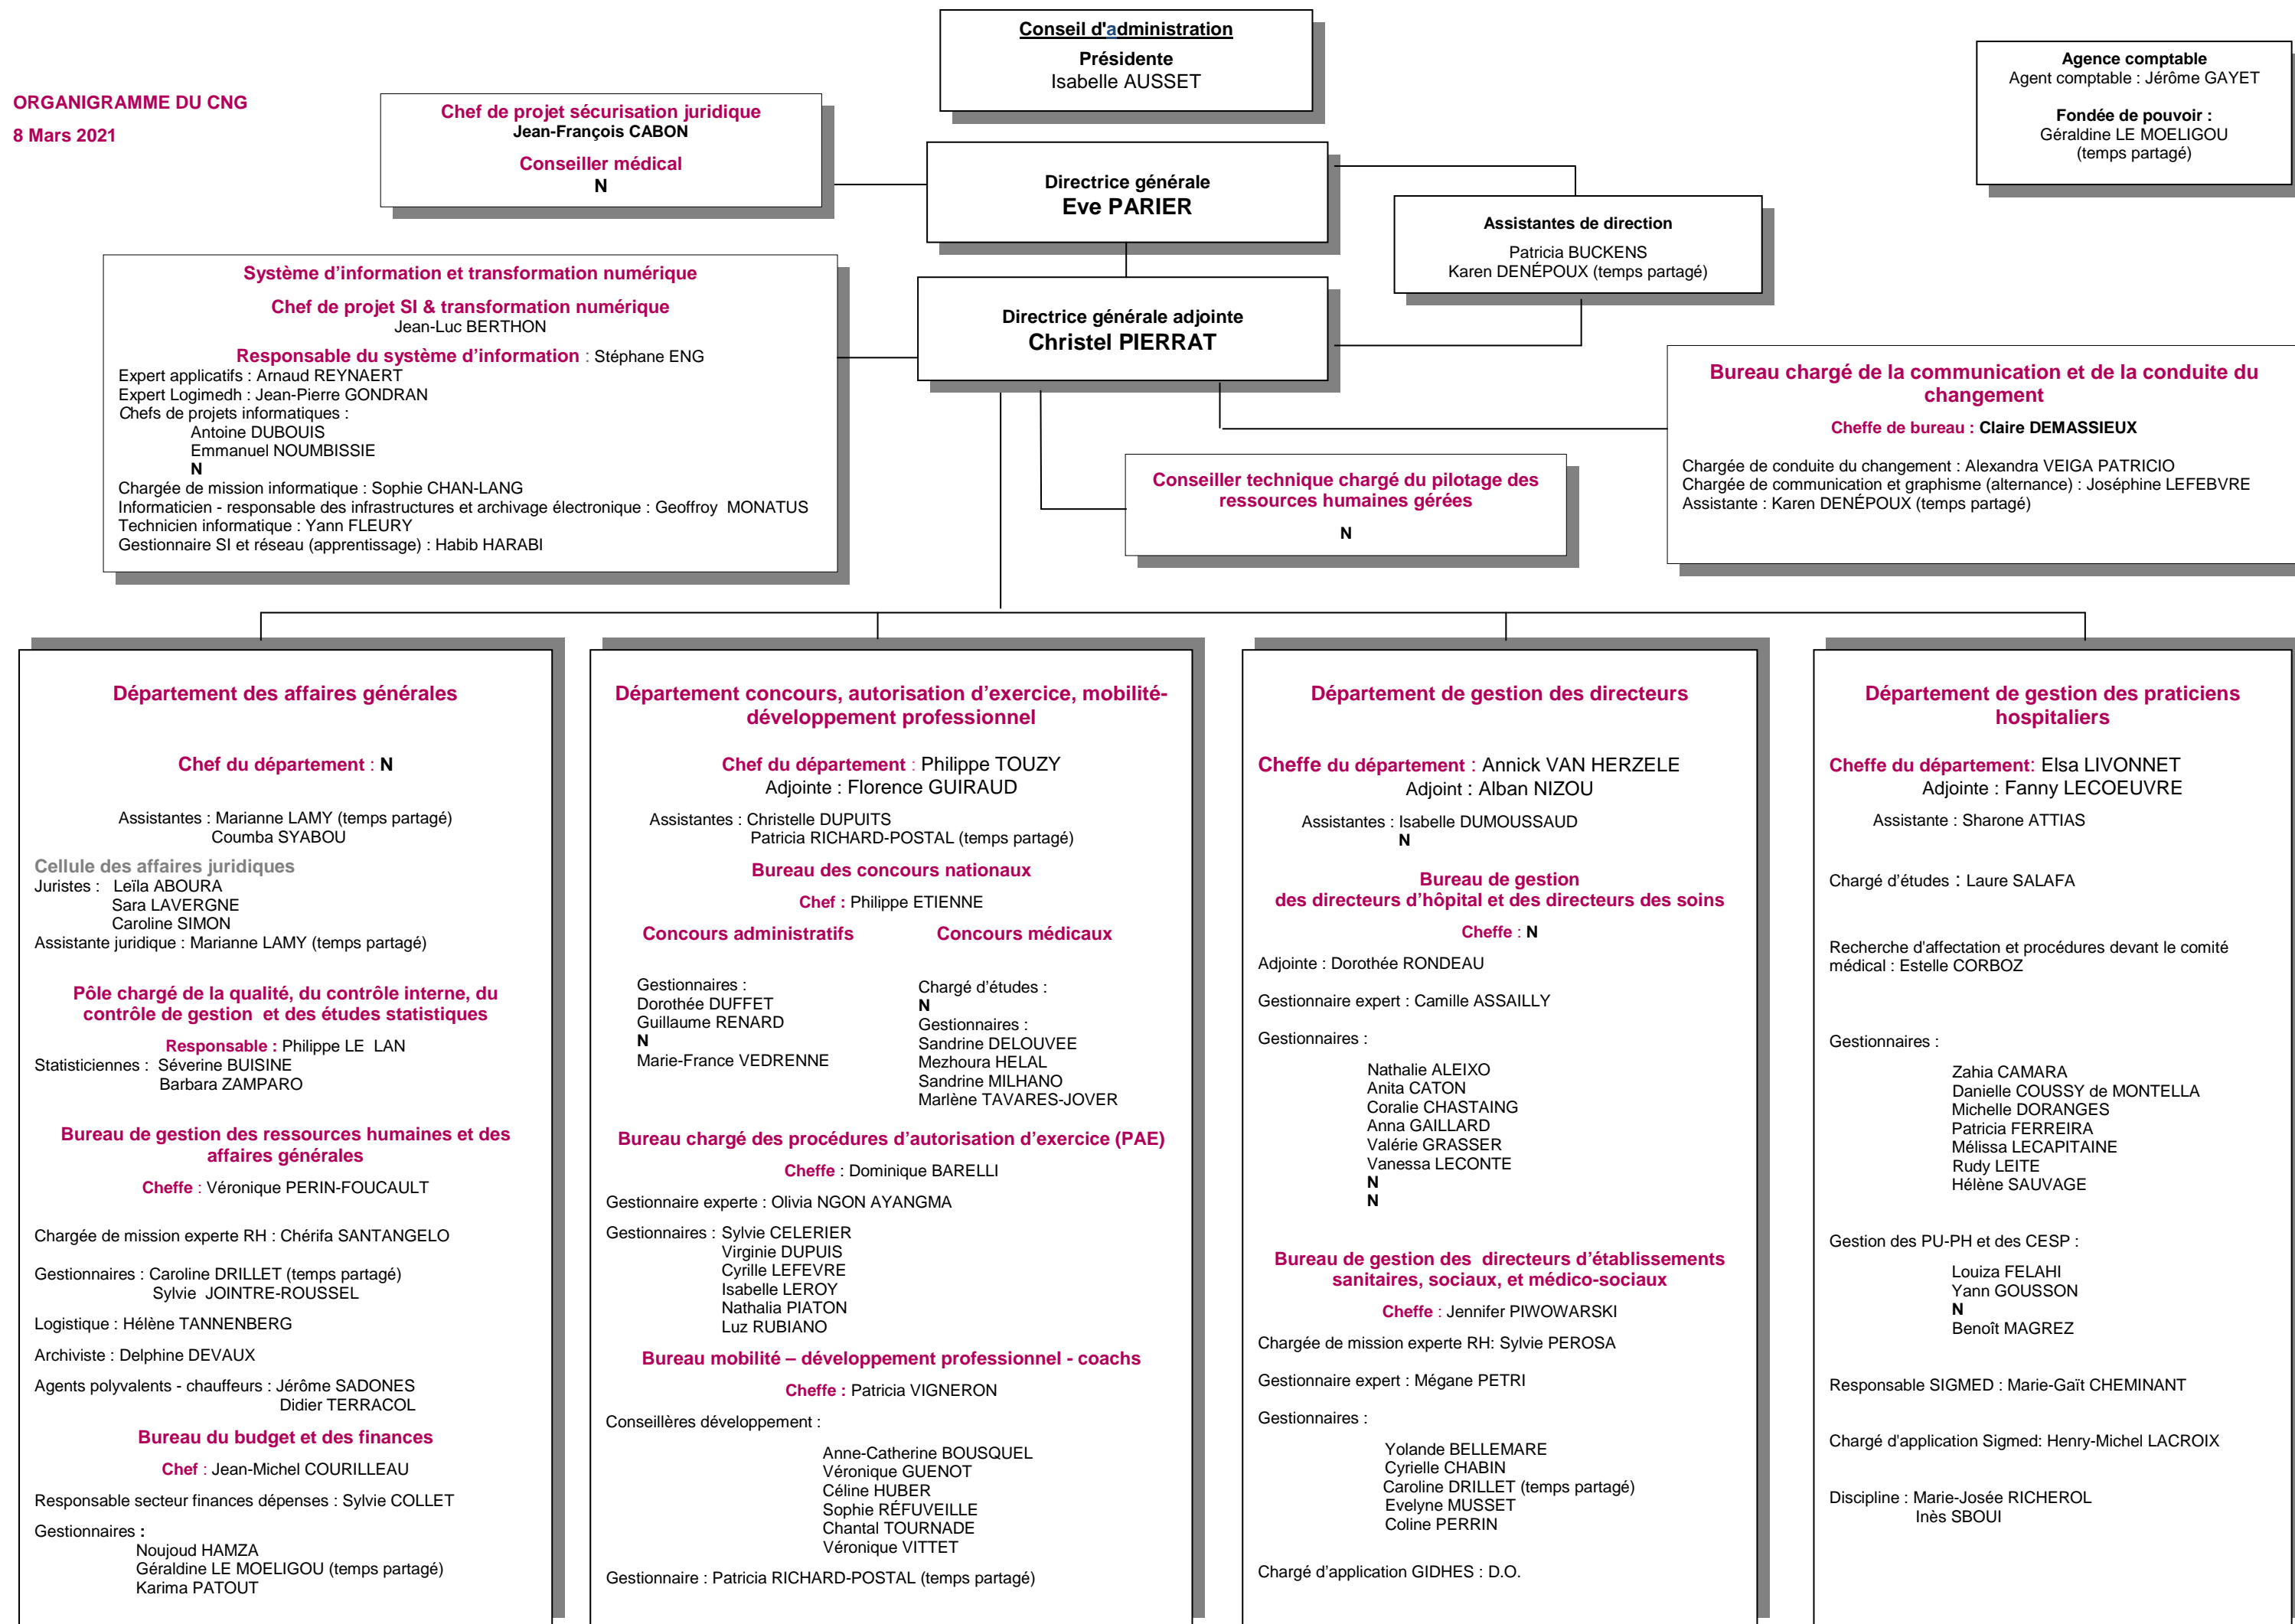 ORGANIGRAMME DU CNG
8 Mars 2021
Conseil d'administration
Présidente
Isabelle AUSSET
Agence comptable
Agent comptable : Jérôme GAYET
Fondée de pouvoir :
Géraldine LE MOELIGOU
(temps partagé)
Chef de projet sécurisation juridique
Jean-François CABON
Conseiller médical
N
Directrice générale
Eve PARIER
Assistantes de direction
Patricia BUCKENS
Karen DENÉPOUX (temps partagé)
Système d’information et transformation numérique
Chef de projet SI & transformation numérique
Jean-Luc BERTHON
Responsable du système d’information : Stéphane ENG
Expert applicatifs : Arnaud REYNAERT
Expert Logimedh : Jean-Pierre GONDRAN
Chefs de projets informatiques :
Antoine DUBOUIS
Emmanuel NOUMBISSIE
N
Chargée de mission informatique : Sophie CHAN-LANG
Informaticien - responsable des infrastructures et archivage électronique : Geoffroy MONATUS
Technicien informatique : Yann FLEURY
Gestionnaire SI et réseau (apprentissage) : Habib HARABI
Directrice générale adjointe
Christel PIERRAT
Bureau chargé de la communication et de la conduite du
changement
Cheffe de bureau : Claire DEMASSIEUX
Chargée de conduite du changement : Alexandra VEIGA PATRICIO
Chargée de communication et graphisme (alternance) : Joséphine LEFEBVRE
Assistante : Karen DENÉPOUX (temps partagé)
Conseiller technique chargé du pilotage des
ressources humaines gérées
N
Département des affaires générales
Chef du département : N
Assistantes : Marianne LAMY (temps partagé)
Coumba SYABOU
Cellule des affaires juridiques
Juristes : Leïla ABOURA
Sara LAVERGNE
Caroline SIMON
Assistante juridique : Marianne LAMY (temps partagé)
Pôle chargé de la qualité, du contrôle interne, du
contrôle de gestion et des études statistiques
Responsable : Philippe LE LAN
Statisticiennes : Séverine BUISINE
Barbara ZAMPARO
Bureau de gestion des ressources humaines et des
affaires générales
Cheffe : Véronique PERIN-FOUCAULT
Chargée de mission experte RH : Chérifa SANTANGELO
Gestionnaires : Caroline DRILLET (temps partagé)
Sylvie JOINTRE-ROUSSEL
Logistique : Hélène TANNENBERG
Archiviste : Delphine DEVAUX
Agents polyvalents - chauffeurs : Jérôme SADONES
Didier TERRACOL
Bureau du budget et des finances
Chef : Jean-Michel COURILLEAU
Responsable secteur finances dépenses : Sylvie COLLET
Gestionnaires :
Noujoud HAMZA
Géraldine LE MOELIGOU (temps partagé)
Karima PATOUT
Département concours, autorisation d’exercice, mobilité-
développement professionnel
Chef du département : Philippe TOUZY
Adjointe : Florence GUIRAUD
Assistantes : Christelle DUPUITS
Patricia RICHARD-POSTAL (temps partagé)
Bureau des concours nationaux
Chef : Philippe ETIENNE
Concours administratifs
Gestionnaires :
Dorothée DUFFET
Guillaume RENARD
N
Marie-France VEDRENNE
Concours médicaux
Chargé d’études :
N
Gestionnaires :
Sandrine DELOUVEE
Mezhoura HELAL
Sandrine MILHANO
Marlène TAVARES-JOVER
Bureau chargé des procédures d’autorisation d’exercice (PAE)
Cheffe : Dominique BARELLI
Gestionnaire experte : Olivia NGON AYANGMA
Gestionnaires : Sylvie CELERIER
Virginie DUPUIS
Cyrille LEFEVRE
Isabelle LEROY
Nathalia PIATON
Luz RUBIANO
Bureau mobilité – développement professionnel - coachs
Cheffe : Patricia VIGNERON
Conseillères développement :
Anne-Catherine BOUSQUEL
Véronique GUENOT
Céline HUBER
Sophie RÉFUVEILLE
Chantal TOURNADE
Véronique VITTET
Gestionnaire : Patricia RICHARD-POSTAL (temps partagé)
Département de gestion des directeurs
Cheffe du département : Annick VAN HERZELE
Adjoint : Alban NIZOU
Assistantes : Isabelle DUMOUSSAUD
N
Bureau de gestion
des directeurs d’hôpital et des directeurs des soins
Cheffe : N
Adjointe : Dorothée RONDEAU
Gestionnaire expert : Camille ASSAILLY
Gestionnaires :
Nathalie ALEIXO
Anita CATON
Coralie CHASTAING
Anna GAILLARD
Valérie GRASSER
Vanessa LECONTE
N
N
Bureau de gestion des directeurs d’établissements
sanitaires, sociaux, et médico-sociaux
Cheffe : Jennifer PIWOWARSKI
Chargée de mission experte RH: Sylvie PEROSA
Gestionnaire expert : Mégane PETRI
Gestionnaires :
Yolande BELLEMARE
Cyrielle CHABIN
Caroline DRILLET (temps partagé)
Evelyne MUSSET
Coline PERRIN
Chargé d’application GIDHES : D.O.
Département de gestion des praticiens
hospitaliers
Cheffe du département: Elsa LIVONNET
Adjointe : Fanny LECOEUVRE
Assistante : Sharone ATTIAS
Chargé d’études : Laure SALAFA
Recherche d'affectation et procédures devant le comité
médical : Estelle CORBOZ
Gestionnaires :
Zahia CAMARA
Danielle COUSSY de MONTELLA
Michelle DORANGES
Patricia FERREIRA
Mélissa LECAPITAINE
Rudy LEITE
Hélène SAUVAGE
Gestion des PU-PH et des CESP :
Louiza FELAHI
Yann GOUSSON
N
Benoît MAGREZ
Responsable SIGMED : Marie-Gaït CHEMINANT
Chargé d'application Sigmed: Henry-Michel LACROIX
Discipline : Marie-Josée RICHEROL
Inès SBOUI